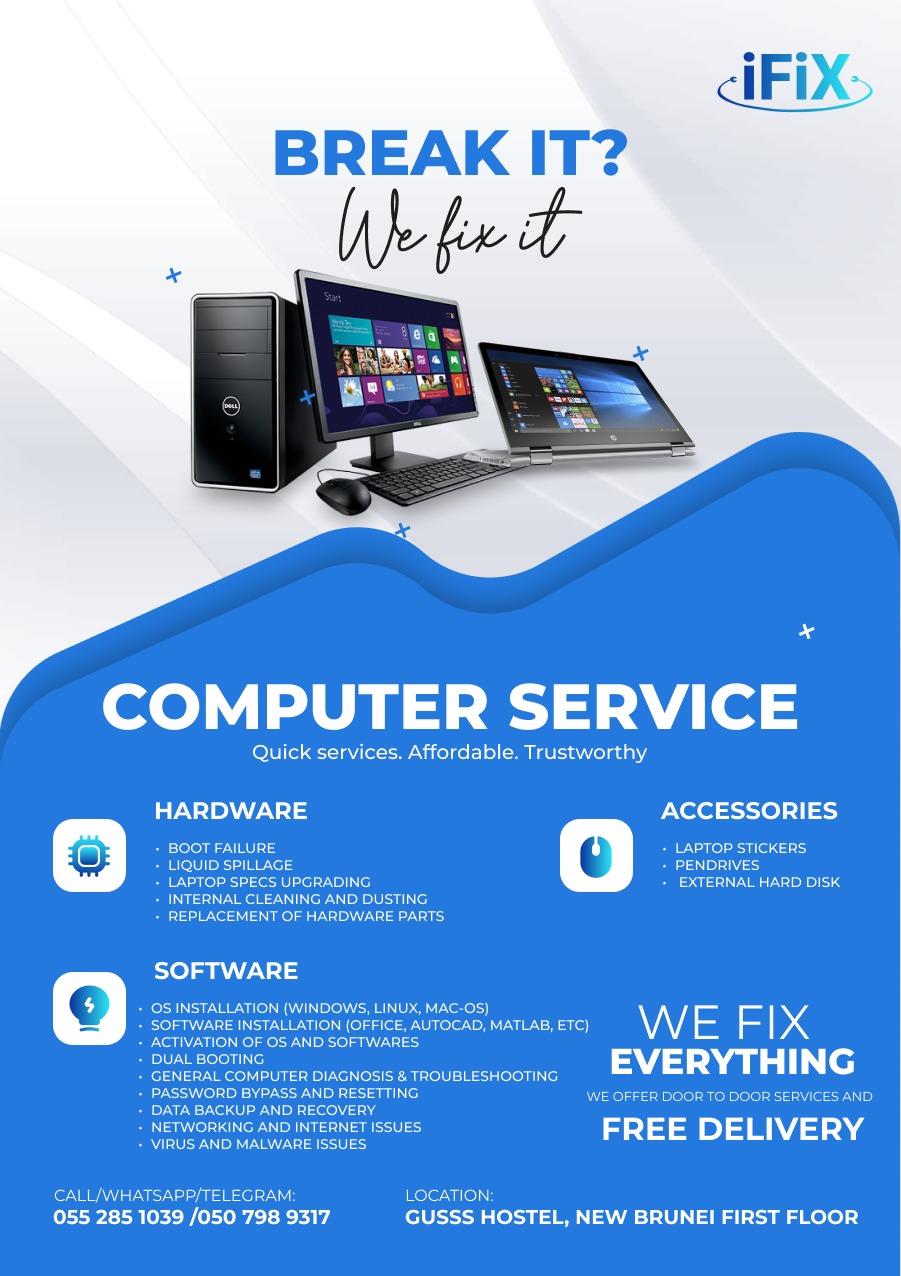 iFiX
BREAK IT?
We fix it
Start
DELL
DELL
hp
COMPUTER SERVICE
Quick services. Affordable. Trustworthy
HARDWARE
• BOOT FAILURE
• LIQUID SPILLAGE
• LAPTOP SPECS UPGRADING
• INTERNAL CLEANING AND DUSTING
• REPLACEMENT OF HARDWARE PARTS
ACCESSORIES
• LAPTOP STICKERS
• PENDRIVES
• EXTERNAL HARD DISK
SOFTWARE
• OS INSTALLATION (WINDOWS, LINUX, MAC-OS)
• SOFTWARE INSTALLATION (OFFICE, AUTOCAD, MATLAB, ETC)
• ACTIVATION OF OS AND SOFTWARES
• DUAL BOOTING
• GENERAL COMPUTER DIAGNOSIS & TROUBLESHOOTING
• PASSWORD BYPASS AND RESETTING
• DATA BACKUP AND RECOVERY
• NETWORKING AND INTERNET ISSUES
• VIRUS AND MALWARE ISSUES
WE FIX
EVERYTHING
WE OFFER DOOR TO DOOR SERVICES AND
FREE DELIVERY
CALL/WHATSAPP/TELEGRAM:
055 285 1039 /050 798 9317
LOCATION:
GUSSS HOSTEL, NEW BRUNEI FIRST FLOOR